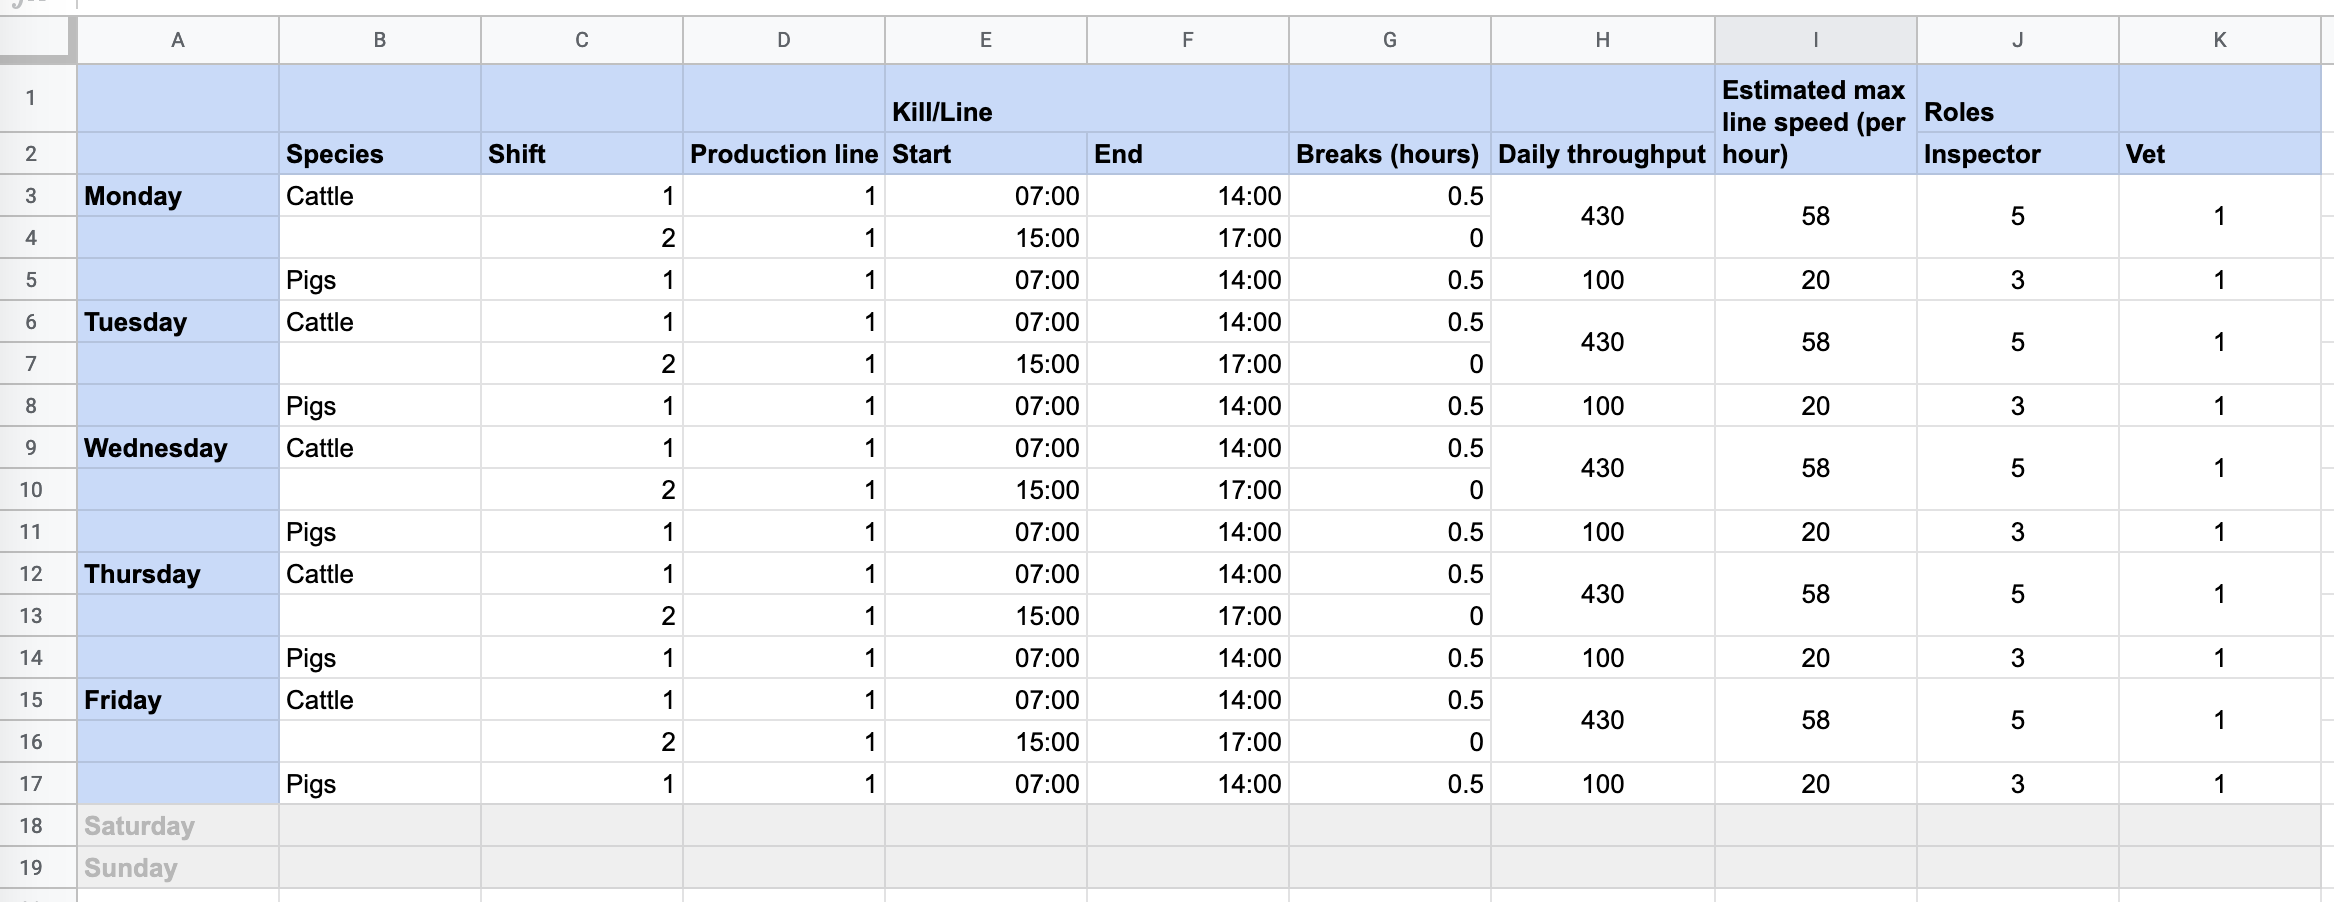 A B C D E F G H I J K
1 Kill/Line Estimated max line speed (per hour) Roles
2 Species Shift Production line Start End Breaks (hours) Daily throughput Inspector Vet
3 Monday Cattle 1 1 07:00 14:00 0.5 430 58 5 1
4 2 1 15:00 17:00 0
5 Pigs 1 1 07:00 14:00 0.5 100 20 3 1
6 Tuesday Cattle 1 1 07:00 14:00 0.5 430 58 5 1
7 2 1 15:00 17:00 0
8 Pigs 1 1 07:00 14:00 0.5 100 20 3 1
9 Wednesday Cattle 1 1 07:00 14:00 0.5 430 58 5 1
10 2 1 15:00 17:00 0
11 Pigs 1 1 07:00 14:00 0.5 100 20 3 1
12 Thursday Cattle 1 1 07:00 14:00 0.5 430 58 5 1
13 2 1 15:00 17:00 0
14 Pigs 1 1 07:00 14:00 0.5 100 20 3 1
15 Friday Cattle 1 1 07:00 14:00 0.5 430 58 5 1
16 2 1 15:00 17:00 0
17 Pigs 1 1 07:00 14:00 0.5 100 20 3 1
18 Saturday
19 Sunday